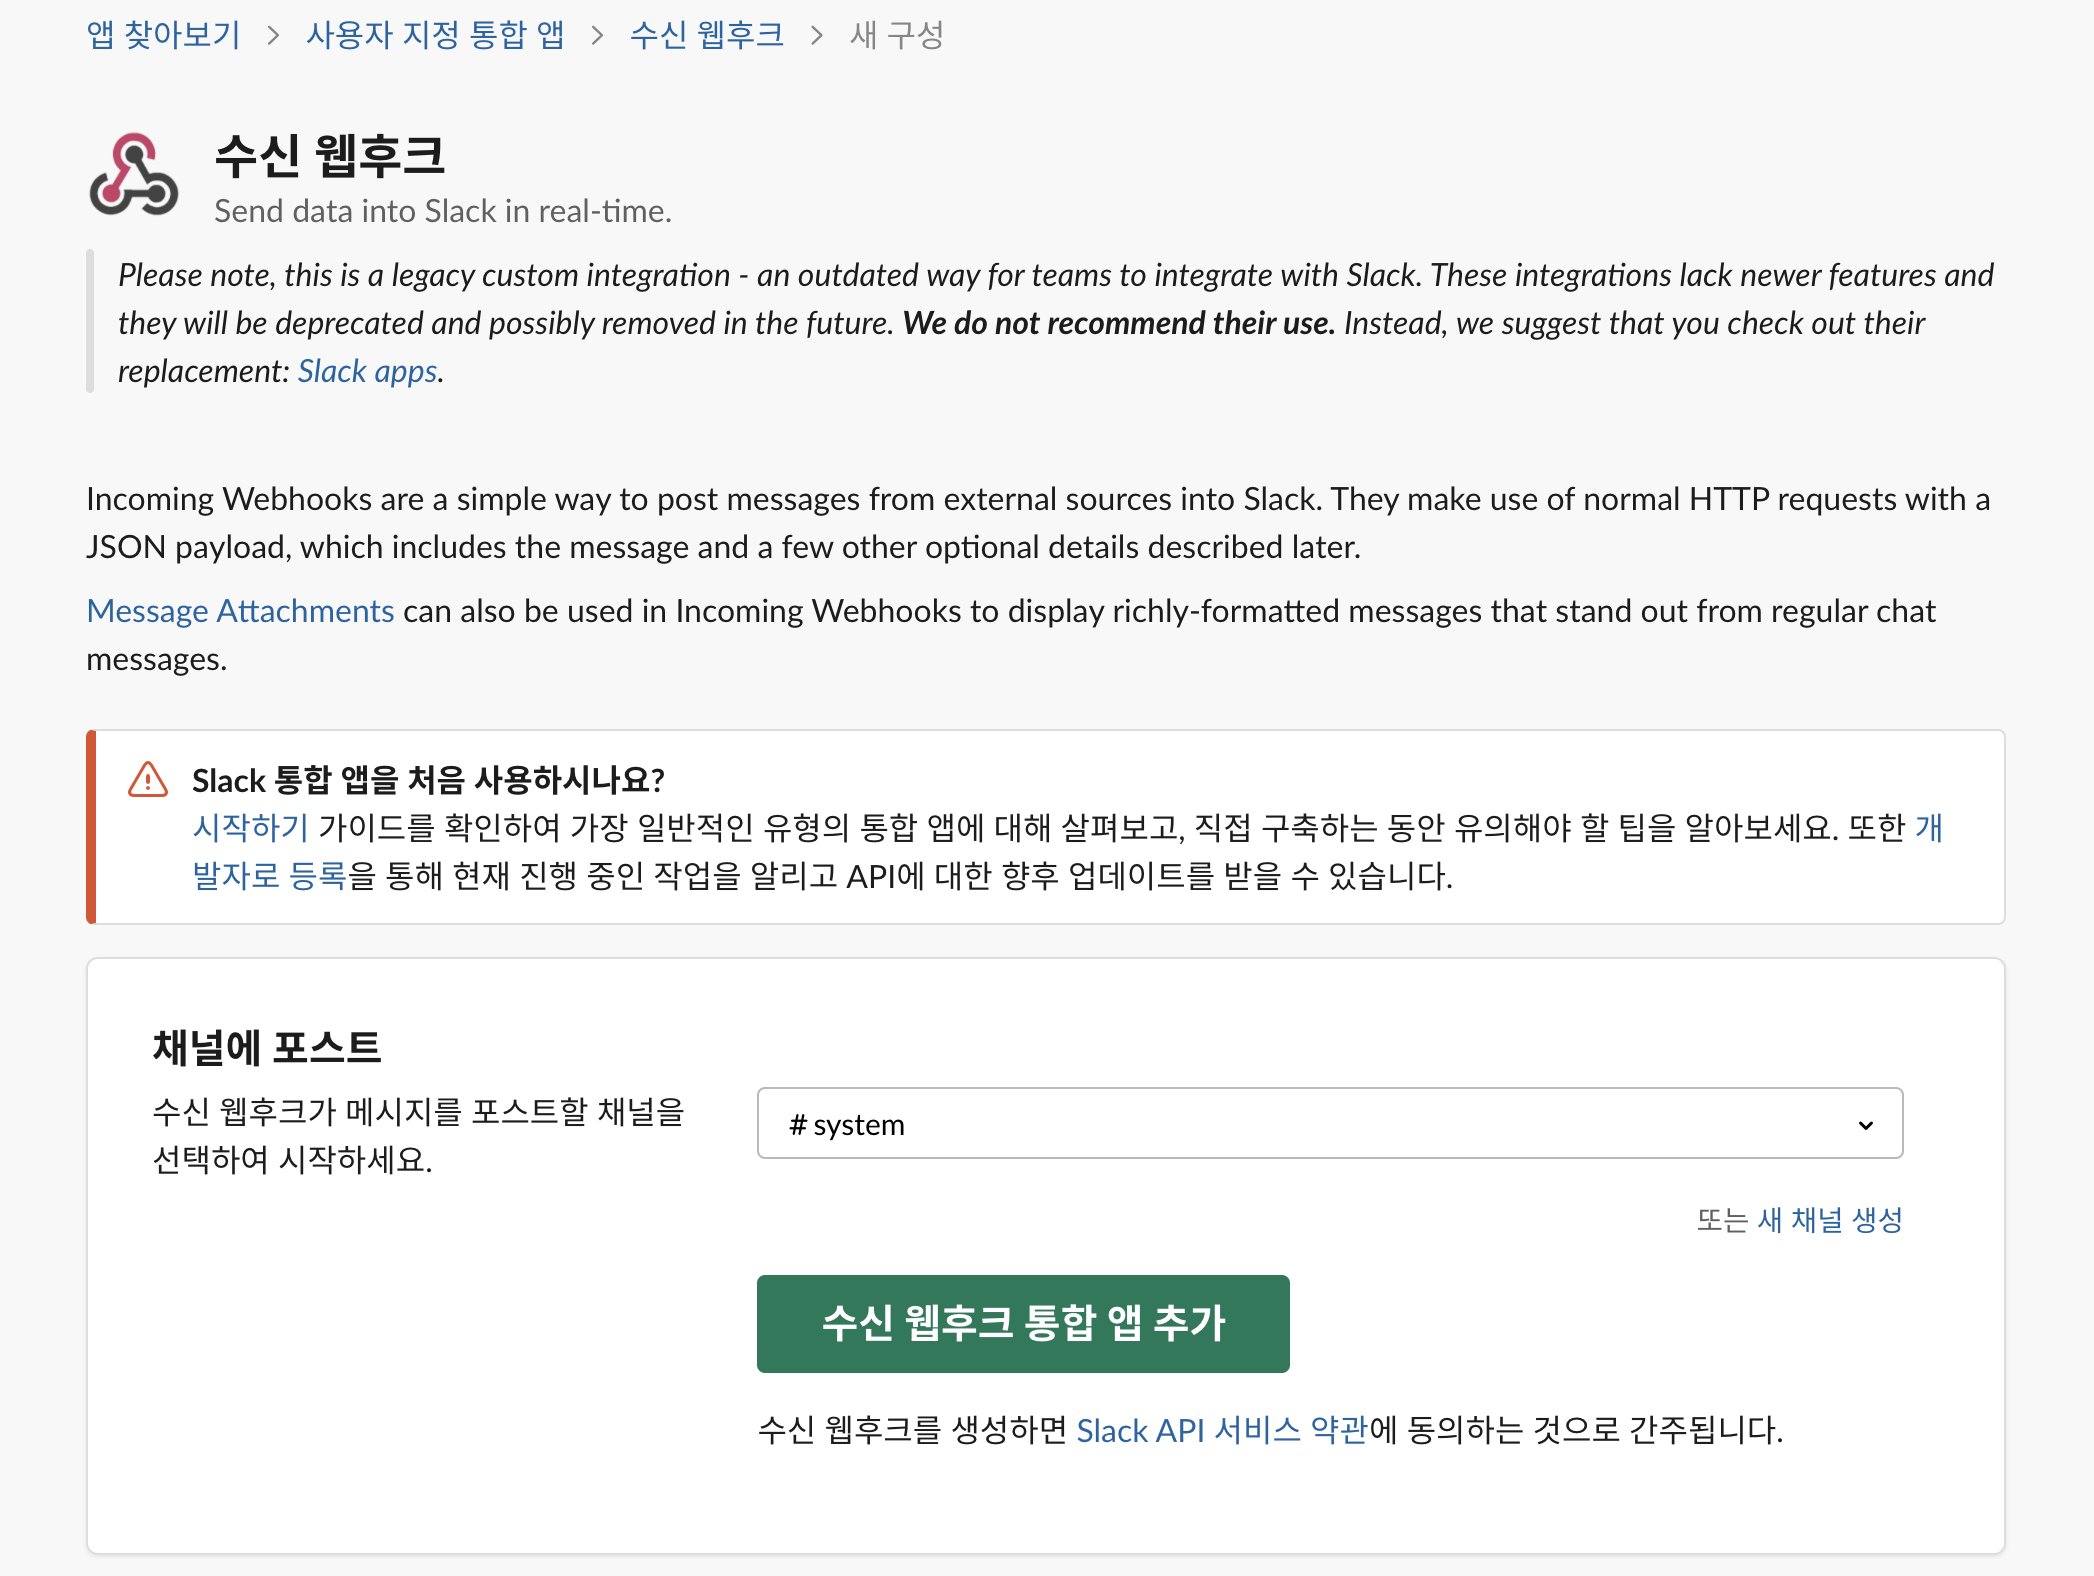 앱 찾아보기 > 사용자 지정 통합 앱 > 수신 웹후크 > 새 구성
수신 웹후크
Send data into Slack in real-time.
Please note, this is a legacy custom integration - an outdated way for teams to integrate with Slack. These integrations lack newer features and
they will be deprecated and possibly removed in the future. We do not recommend their use. Instead, we suggest that you check out their
replacement: Slack apps.
Incoming Webhooks are a simple way to post messages from external sources into Slack. They make use of normal HTTP requests with a
JSON payload, which includes the message and a few other optional details described later.
Message Attachments can also be used in Incoming Webhooks to display richly-formatted messages that stand out from regular chat
messages.
Slack 통합 앱을 처음 사용하시나요?
시작하기 가이드를 확인하여 가장 일반적인 유형의 통합 앱에 대해 살펴보고, 직접 구축하는 동안 유의해야 할 팁을 알아보세요. 또한 개
발자로 등록을 통해 현재 진행 중인 작업을 알리고 API에 대한 향후 업데이트를 받을 수 있습니다.
채널에 포스트
수신 웹후크가 메시지를 포스트할 채널을
선택하여 시작하세요.
# system
또는 새 채널 생성
수신 웹후크 통합 앱 추가
수신 웹후크를 생성하면 Slack API 서비스 약관에 동의하는 것으로 간주됩니다.